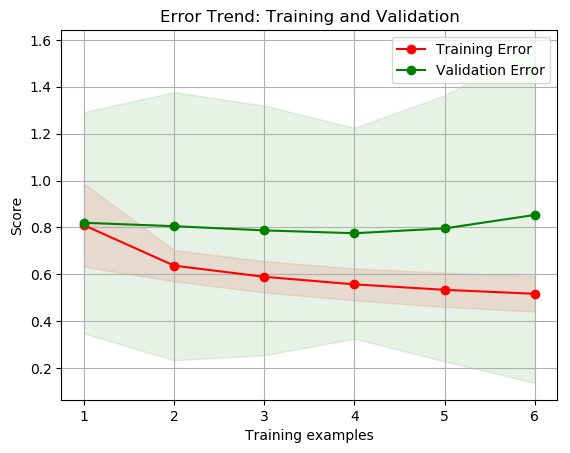 Error Trend: Training and Validation
Training Error
Validation Error
Score
1.6
1.4
1.2
1.0
0.8
0.6
0.4
0.2
1 2 3 4 5 6
Training examples